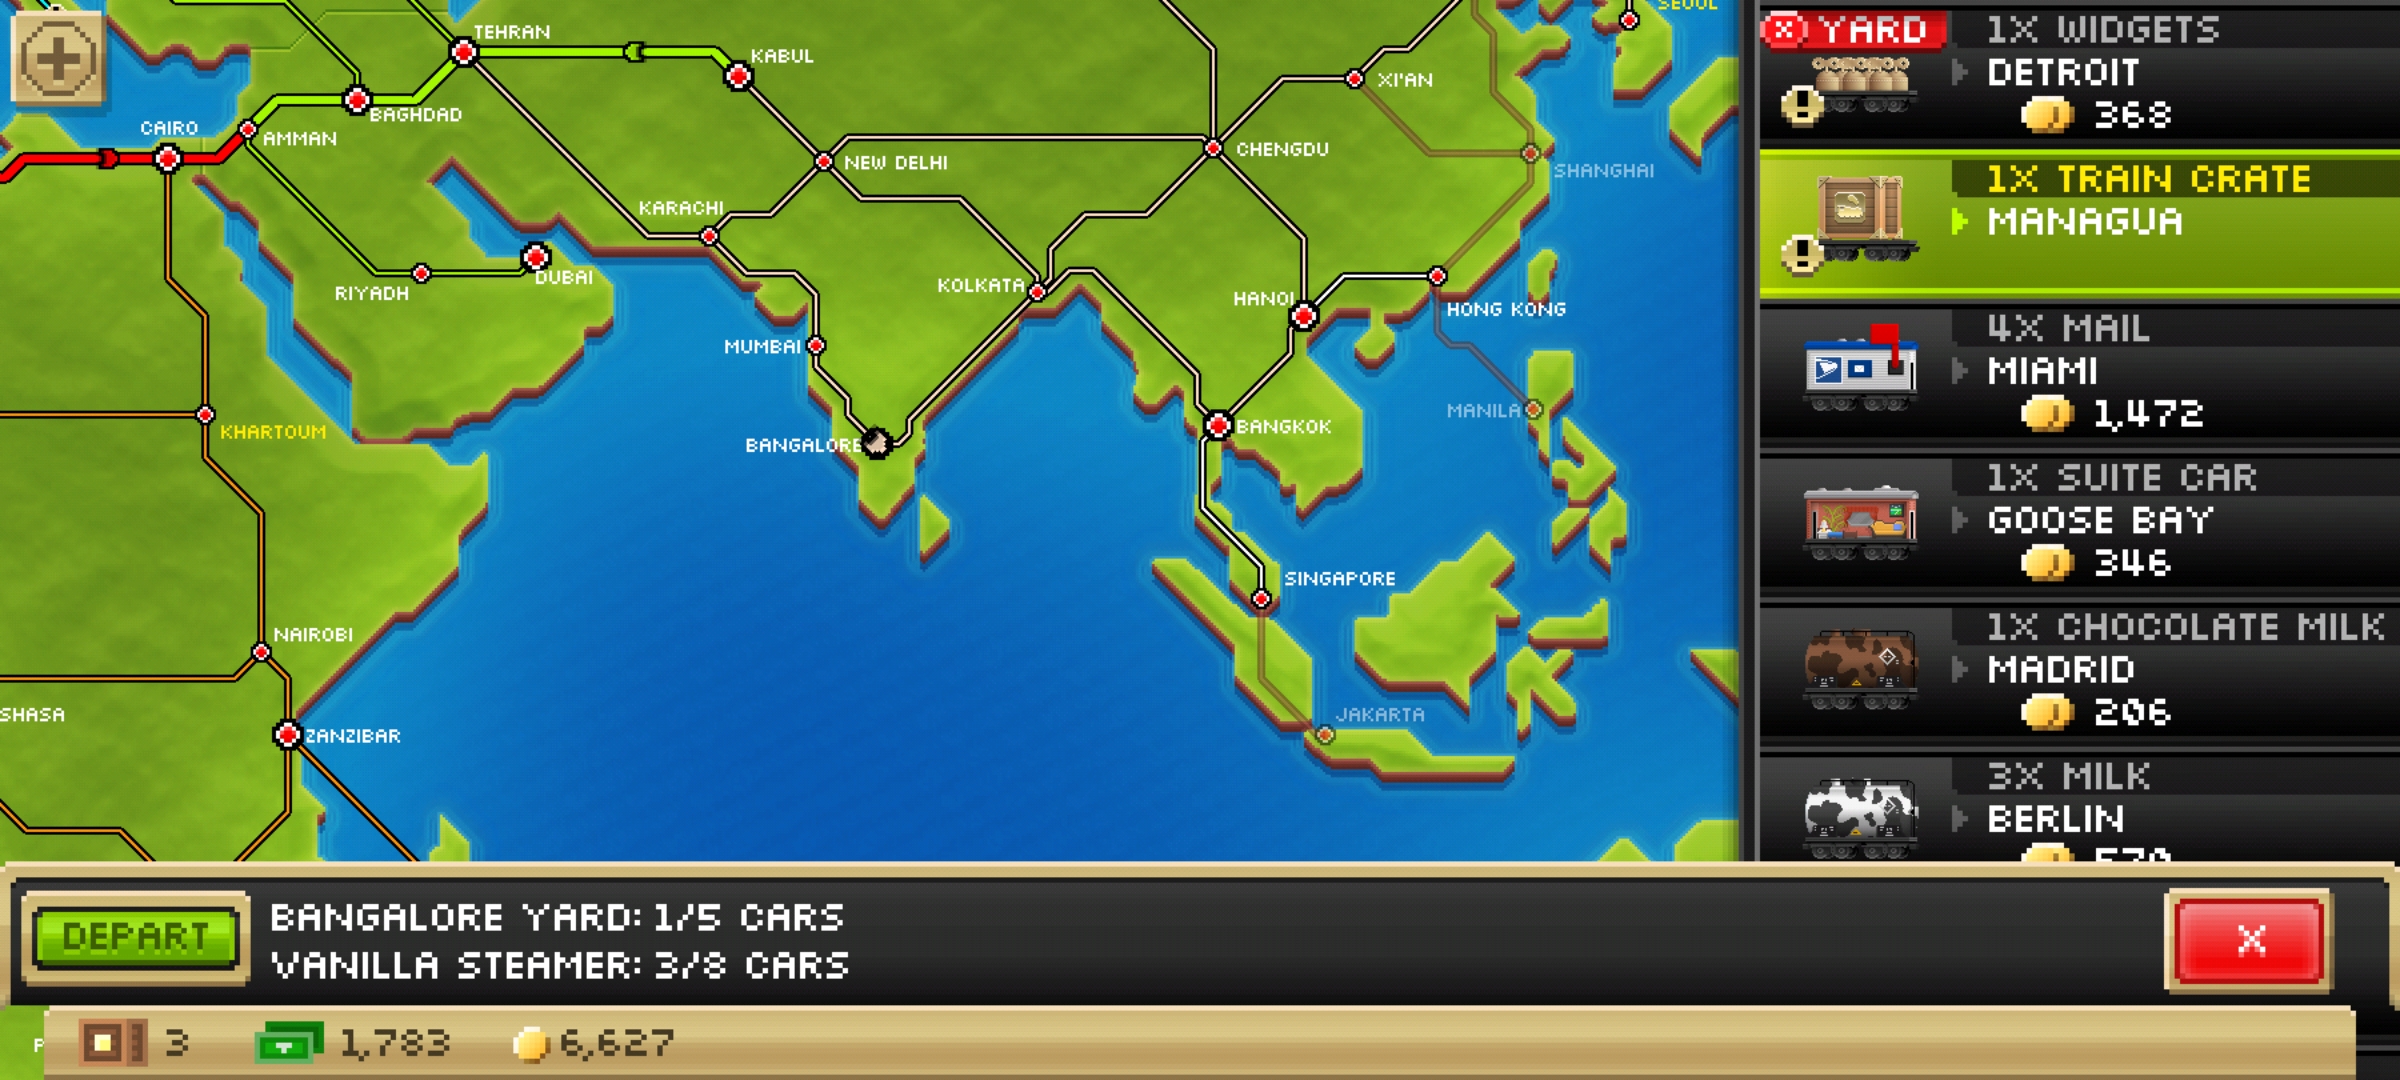 SEOUL
TEHRAN
KABUL
XI'AN
BAGHDAD
CAIRO
AMMAN
NEW DELHI
CHENGDU
SHANGHAI
KARACHI
DUBAI
RIYADH
KOLKATA
HANOI
HONG KONG
MUMBAI
MANILA
KHARTOUM
BANGALORE
BANGKOK
SINGAPORE
NAIROBI
SHASA
ZANZIBAR
JAKARTA
X YARD
1X WIDGETS
DETROIT
368
1X TRAIN CRATE
MANAGUA
4X MAIL
MIAMI
1,472
1X SUITE CAR
GOOSE BAY
346
1X CHOCOLATE MILK
MADRID
206
3X MILK
BERLIN
DEPART
BANGALORE YARD: 1/5 CARS
VANILLA STEAMER: 3/8 CARS
X
3
1,783
6,627